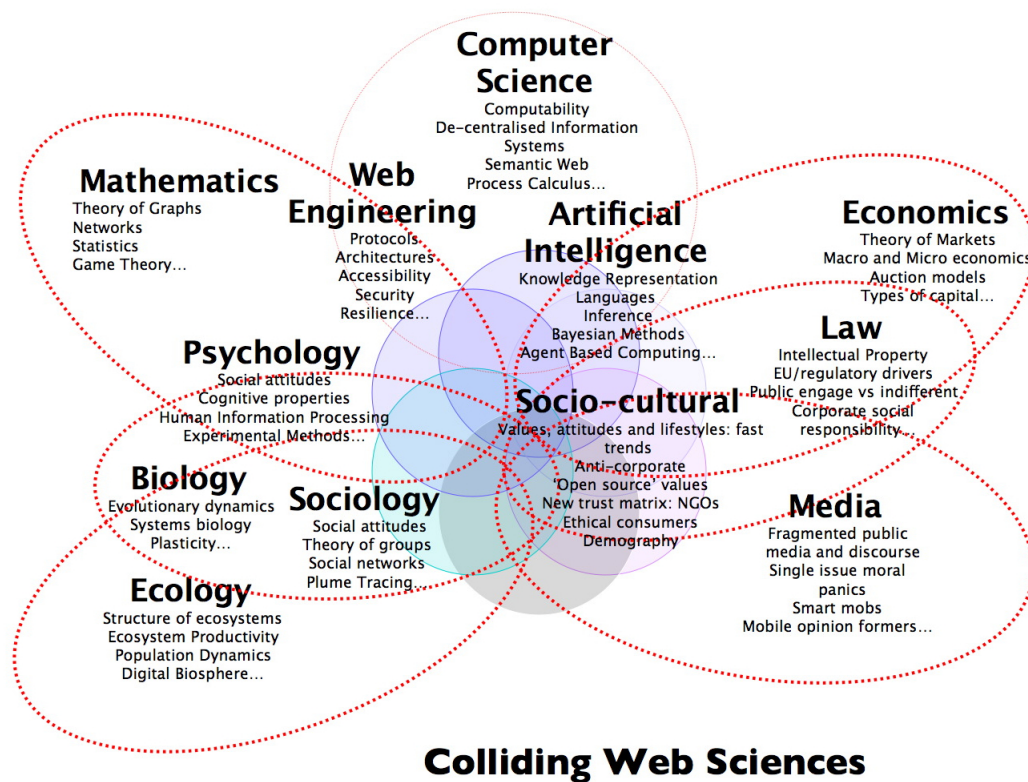 Computer
Science
Computability
De-centralised Information
Systems
Semantic Web
Process Calculus…
Mathematics
Theory of Graphs
Networks
Statistics
Game Theory…
Web
Engineering
Protocols
Architectures
Accessibility
Security
Resilience…
Artificial
Intelligence
Knowledge Representation
Languages
Inference
Bayesian Methods
Agent Based Computing…
Economics
Theory of Markets
Macro and Micro economics
Auction models
Types of capital…
Law
Intellectual Property
EU/regulatory drivers
Public engage vs indifferent
Corporate social
responsibility…
Psychology
Social attitudes
Cognitive properties
Human Information Processing
Experimental Methods…
Socio-cultural
Values, attitudes and lifestyles: fast
trends
Anti-corporate
‘Open source’ values
New trust matrix: NGOs
Ethical consumers
Demography
Biology
Evolutionary dynamics
Systems biology
Plasticity…
Sociology
Social attitudes
Theory of groups
Social networks
Plume Tracing…
Media
Fragmented public
media and discourse
Single issue moral
panics
Smart mobs
Mobile opinion formers…
Ecology
Structure of ecosystems
Ecosystem Productivity
Population Dynamics
Digital Biosphere…
Colliding Web Sciences